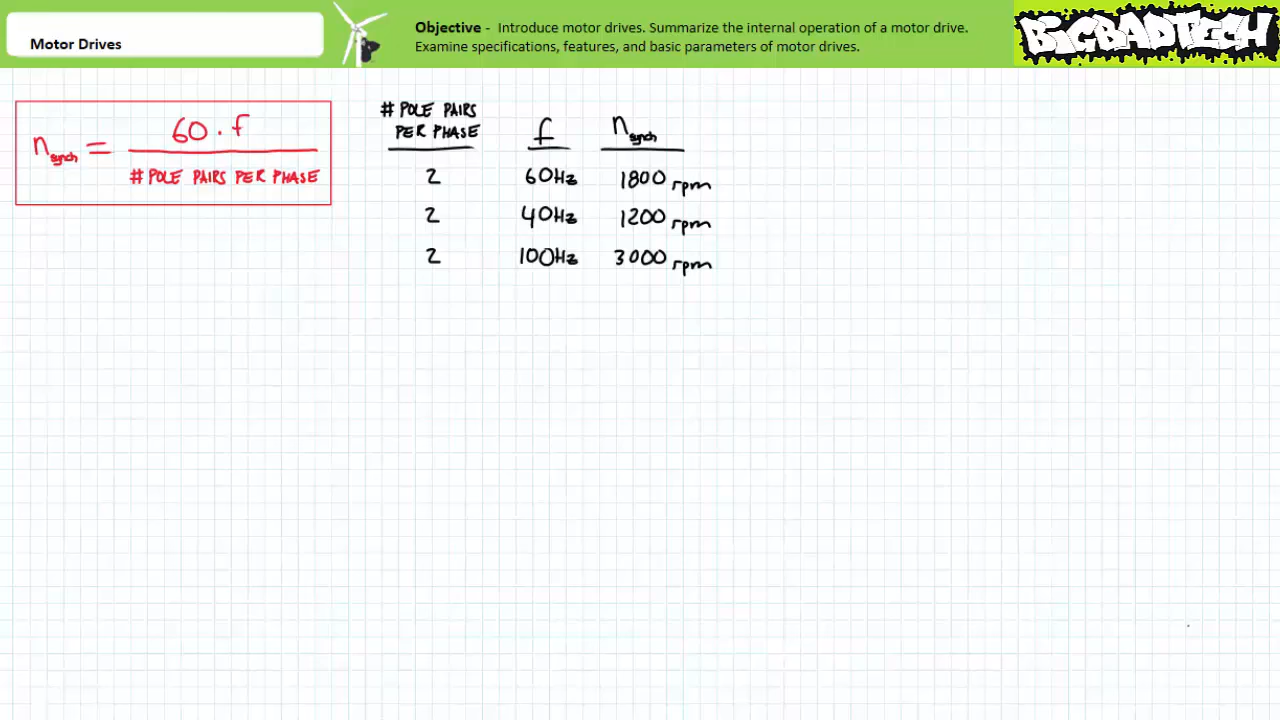 Motor Drives
Objective - Introduce motor drives. Summarize the internal operation of a motor drive.
Examine specifications, features, and basic parameters of motor drives.
BIGBADTECH
n synch = 60 · f / # POLE PAIRS PER PHASE
# POLE PAIRS PER PHASE f n synch
2 60Hz 1800 rpm
2 40Hz 1200 rpm
2 100Hz 3000 rpm